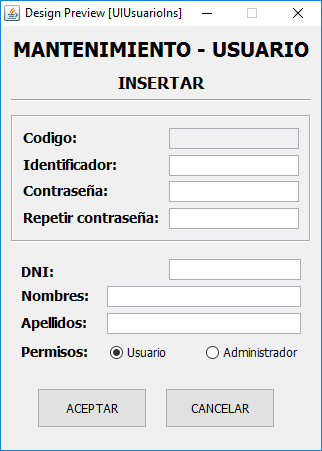 Design Preview [UIUsuarioIns]
MANTENIMIENTO - USUARIO
INSERTAR
Codigo:
Identificador:
Contraseña:
Repetir contraseña:
DNI:
Nombres:
Apellidos:
Permisos: Usuario Administrador
ACEPTAR CANCELAR